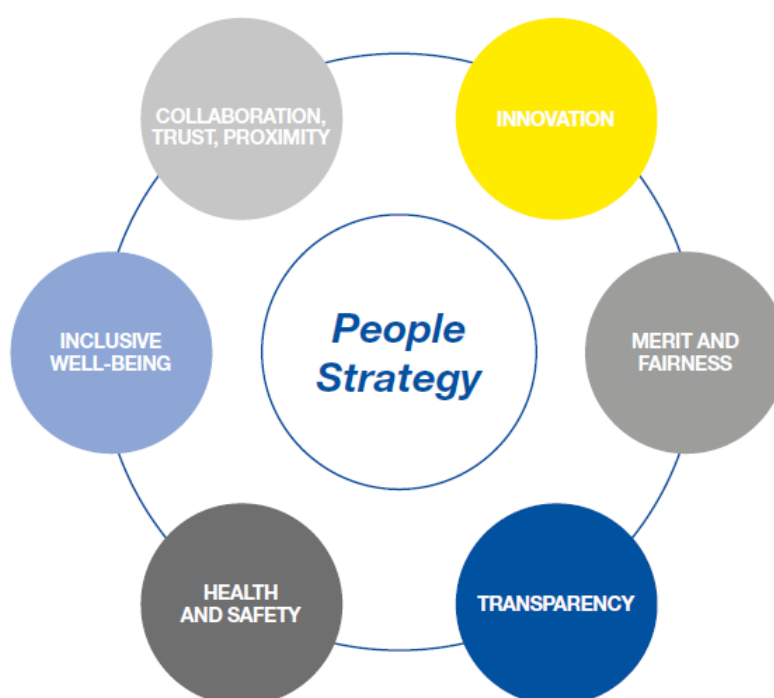 COLLABORATION,
TRUST, PROXIMITY
INNOVATION
INCLUSIVE
WELL-BEING
People
Strategy
MERIT AND
FAIRNESS
HEALTH
AND SAFETY
TRANSPARENCY